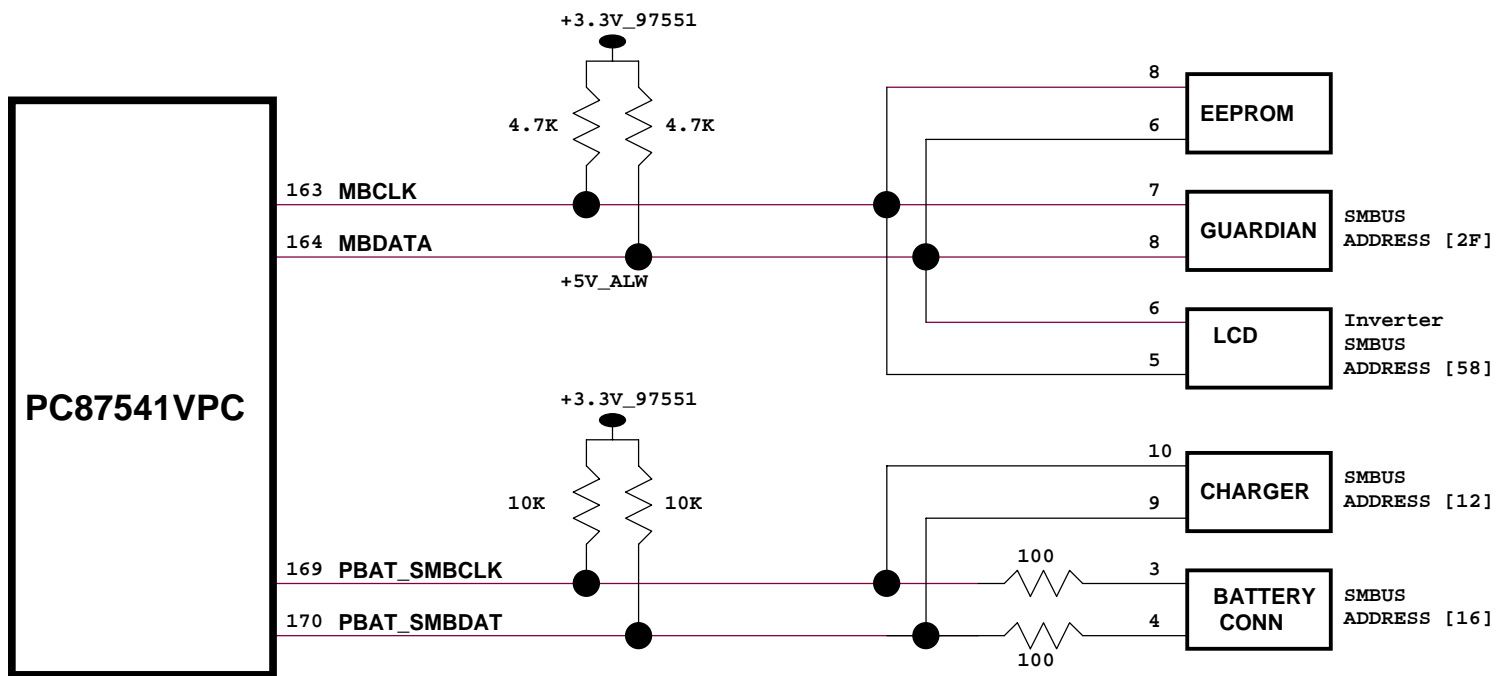 +3.3V_97551
4.7K
4.7K
163 MBCLK
164 MBDATA
+5V_ALW
8
6
EEPROM
7
8
GUARDIAN
SMBUS
ADDRESS [2F]
6
5
LCD
Inverter
SMBUS
ADDRESS [58]
PC87541VPC
+3.3V_97551
10K
10K
169 PBAT_SMBCLK
170 PBAT_SMBDAT
10
9
CHARGER
SMBUS
ADDRESS [12]
100
100
3
4
BATTERY
CONN
SMBUS
ADDRESS [16]